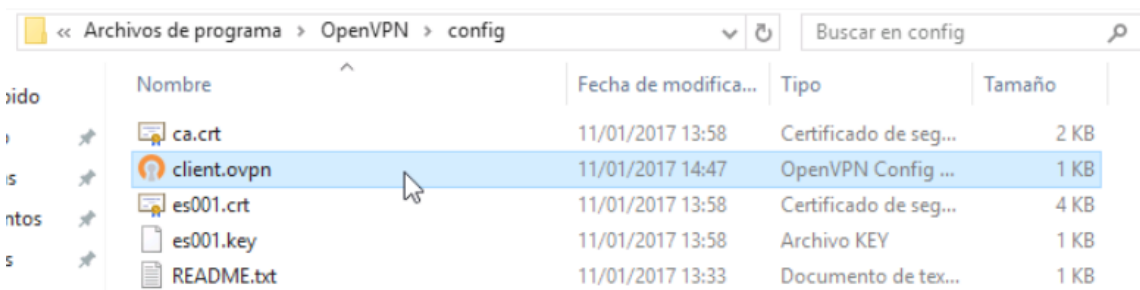 « Archivos de programa > OpenVPN > config Buscar en config
Nombre Fecha de modifica... Tipo Tamaño
ca.crt 11/01/2017 13:58 Certificado de seg... 2 KB
client.ovpn 11/01/2017 14:47 OpenVPN Config ... 1 KB
es001.crt 11/01/2017 13:58 Certificado de seg... 4 KB
ntos es001.key 11/01/2017 13:58 Archivo KEY 1 KB
README.txt 11/01/2017 13:33 Documento de tex... 1 KB